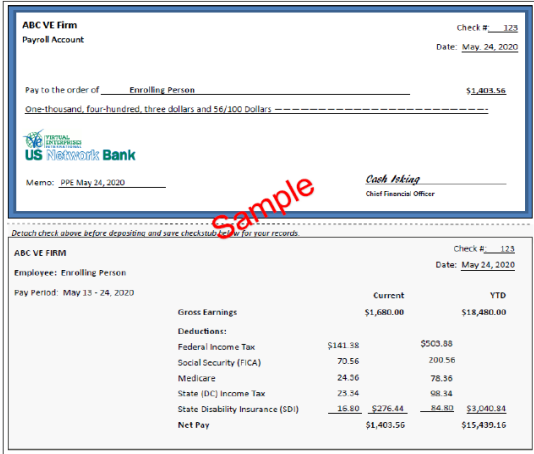 ABC VE Firm
Payroll Account
Check #: 123
Date: May 24, 2020
Pay to the order of Enrolling Person $1,403.56
One-thousand, four-hundred, three dollars and 56/100 Dollars
VE VIRTUAL ENTERPRISES INTERNATIONAL
US Network Bank
Memo: PPE May 24, 2020
Cash Isking
Chief Financial Officer
Sample
Detach check above before depositing and save checkstub below for your records.
ABC VE FIRM
Check #: 123
Date: May 24, 2020
Employee: Enrolling Person
Pay Period: May 13 - 24, 2020
Current YTD
Gross Earnings $1,680.00 $18,480.00
Deductions:
Federal Income Tax $141.38 $503.88
Social Security (FICA) 70.56 200.56
Medicare 24.36 78.36
State (DC) Income Tax 23.34 98.34
State Disability Insurance (SDI) 16.80 $276.44 84.80 $3,040.84
Net Pay $1,403.56 $15,439.16